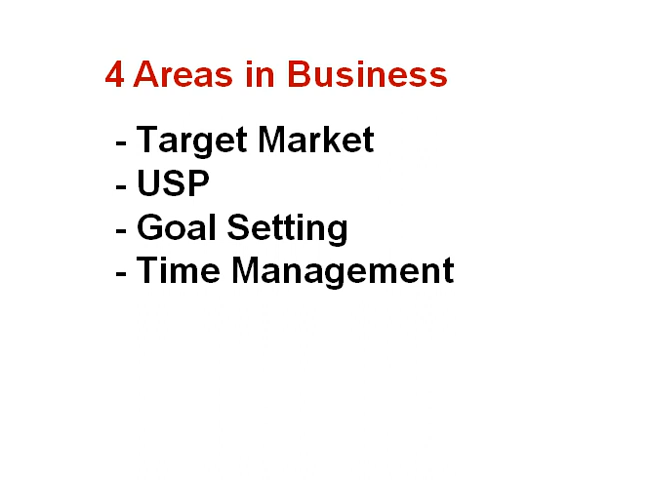 4 Areas in Business
- Target Market
- USP
- Goal Setting
- Time Management